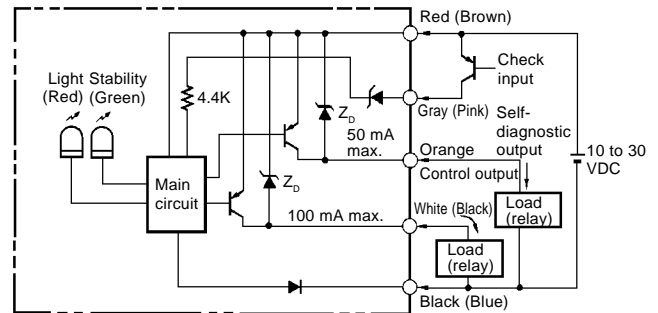 Red (Brown)
Light Stability
(Red) (Green)
4.4K
Check
input
Gray (Pink)
Z_D
50 mA
max.
Self-
diagnostic
output
Orange
Control output
10 to 30
VDC
Main
circuit
Z_D
100 mA max.
White (Black)
Load
(relay)
Load
(relay)
Black (Blue)